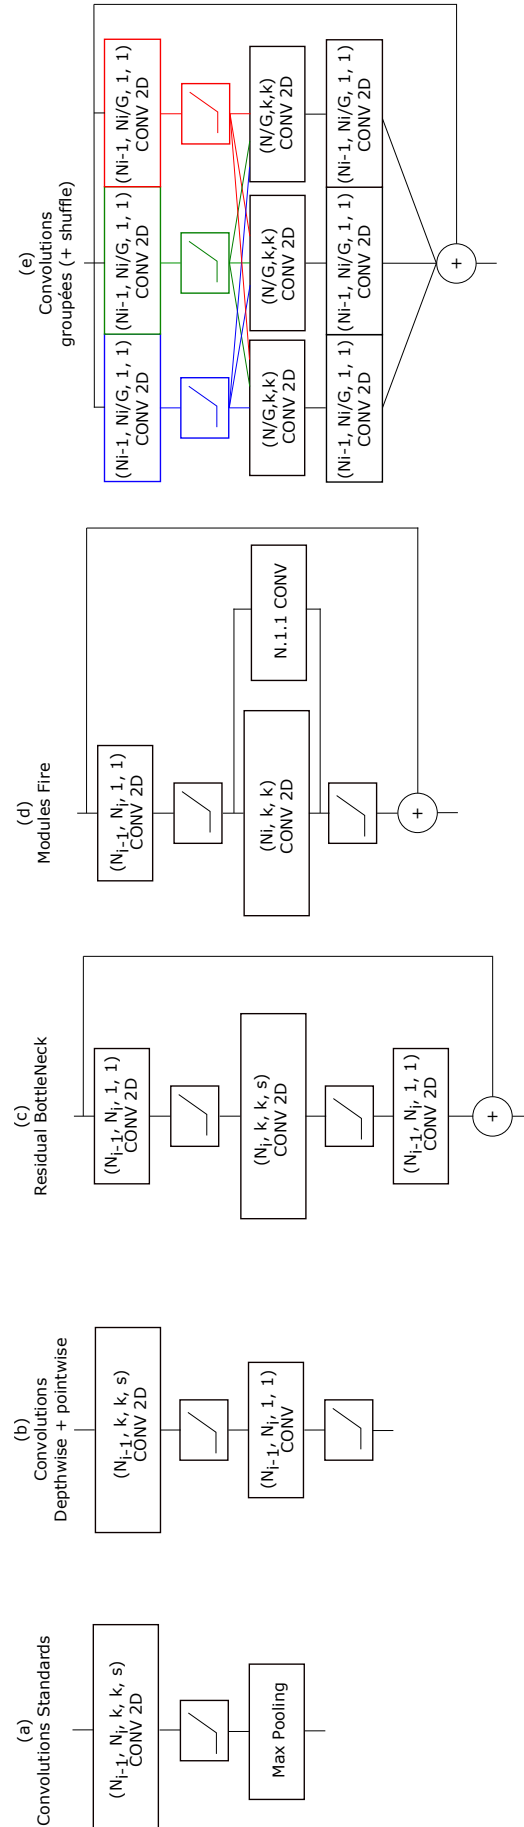 (a)
Convolutions Standards
(Ni-1, Ni, k, k, s)
CONV 2D
Max Pooling
(b)
Convolutions
Depthwise + pointwise
(Ni-1, k, k, s)
CONV 2D
(Ni-1, Ni, 1, 1)
CONV
(c)
Residual BottleNeck
(Ni-1, Ni, 1, 1)
CONV 2D
(Ni, k, k, s)
CONV 2D
(Ni-1, Ni, 1, 1)
CONV 2D
+
(d)
Modules Fire
(Ni-1, Ni, 1, 1)
CONV 2D
(Ni, k, k)
CONV 2D
N.1.1 CONV
+
(e)
Convolutions
groupées (+ shuffle)
(Ni-1, Ni/G, 1, 1)
CONV 2D
(Ni-1, Ni/G, 1, 1)
CONV 2D
(Ni-1, Ni/G, 1, 1)
CONV 2D
(N/G,k,k)
CONV 2D
(N/G,k,k)
CONV 2D
(N/G,k,k)
CONV 2D
(Ni-1, Ni/G, 1, 1)
CONV 2D
(Ni-1, Ni/G, 1, 1)
CONV 2D
(Ni-1, Ni/G, 1, 1)
CONV 2D
+